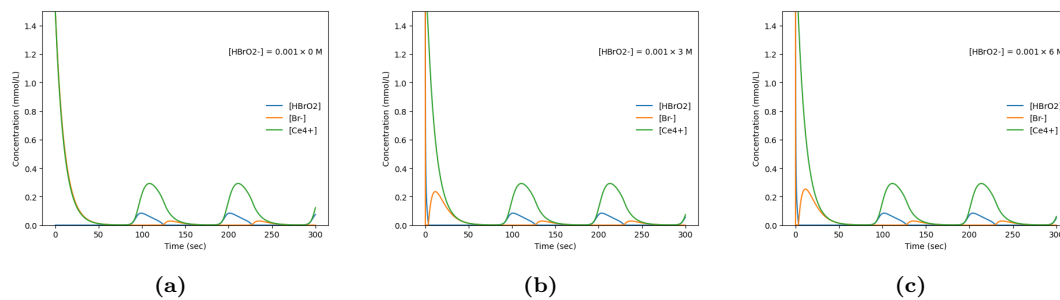 1.4
1.2
1.0
0.8
0.6
0.4
0.2
0.0
Concentration (mmol/L)
[HBrO2-] = 0.001 × 0 M
[HBrO2]
[Br-]
[Ce4+]
0 50 100 150 200 250 300
Time (sec)
(a)
1.4
1.2
1.0
0.8
0.6
0.4
0.2
0.0
Concentration (mmol/L)
[HBrO2-] = 0.001 × 3 M
[HBrO2]
[Br-]
[Ce4+]
0 50 100 150 200 250 300
Time (sec)
(b)
1.4
1.2
1.0
0.8
0.6
0.4
0.2
0.0
Concentration (mmol/L)
[HBrO2-] = 0.001 × 6 M
[HBrO2]
[Br-]
[Ce4+]
0 50 100 150 200 250 300
Time (sec)
(c)